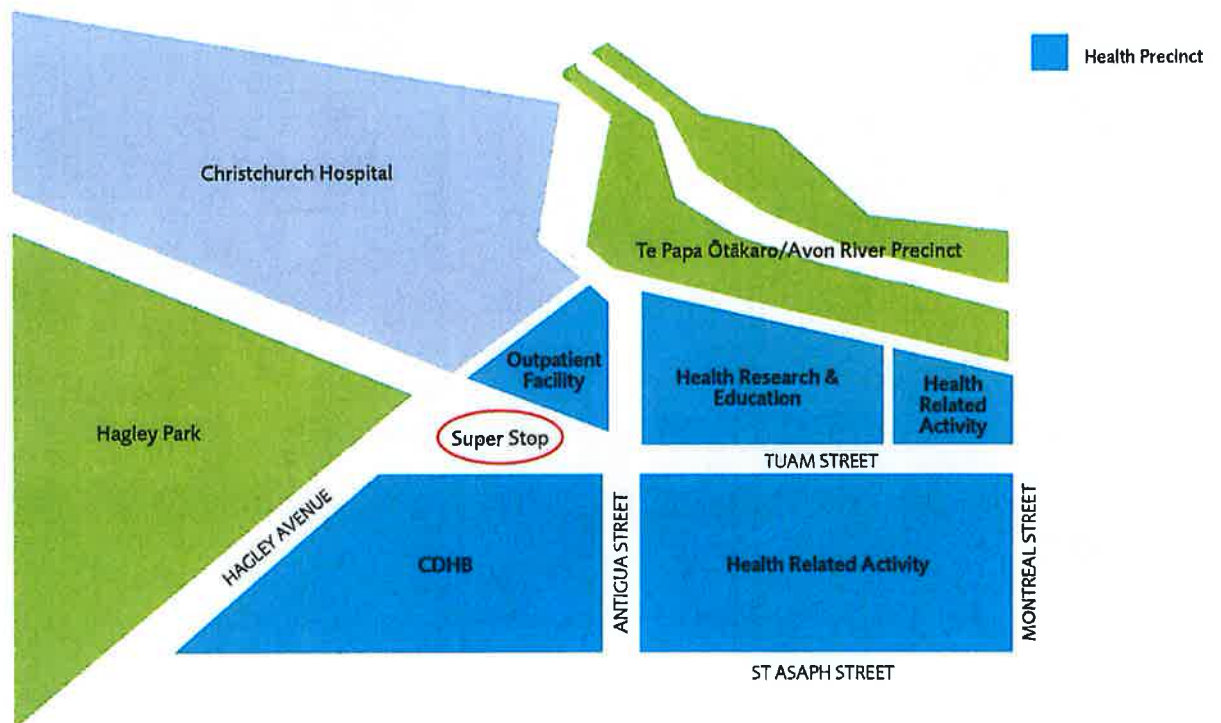 Health Precinct
Christchurch Hospital
Te Papa Ōtākaro/Avon River Precinct
Outpatient
Facility
Health Research &
Education
Health
Related
Activity
Hagley Park
Super Stop
TUAM STREET
HAGLEY AVENUE
CDHB
ANTIGUA STREET
Health Related Activity
MONTREAL STREET
ST ASAPH STREET